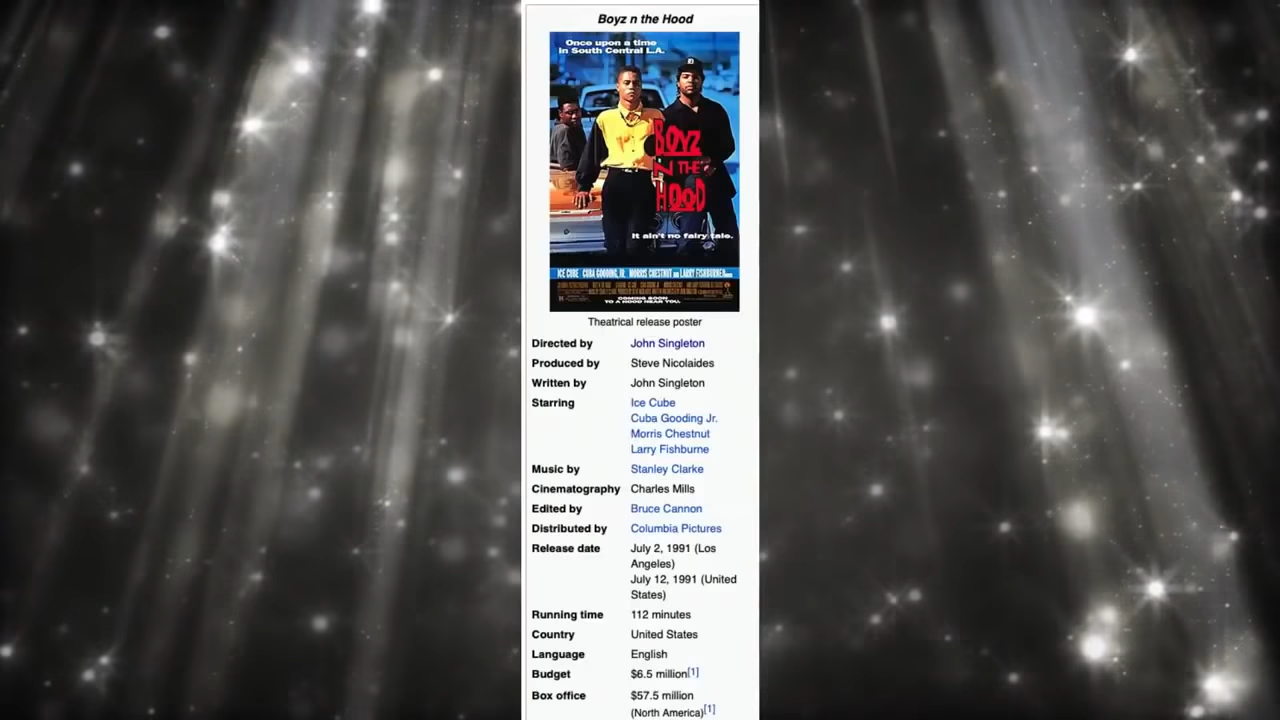 Boyz n the Hood
Once upon a time
in South Central L.A.
BOYZ
N THE
HOOD
It ain't no fairy tale.
ICE CUBE CUBA GOODING, JR. MORRIS CHESTNUT AND LARRY FISHBURNE
COMING SOON
TO A HOOD NEAR YOU.
Theatrical release poster
Directed by John Singleton
Produced by Steve Nicolaides
Written by John Singleton
Starring Ice Cube
Cuba Gooding Jr.
Morris Chestnut
Larry Fishburne
Music by Stanley Clarke
Cinematography Charles Mills
Edited by Bruce Cannon
Distributed by Columbia Pictures
Release date July 2, 1991 (Los
Angeles)
July 12, 1991 (United
States)
Running time 112 minutes
Country United States
Language English
Budget $6.5 million[1]
Box office $57.5 million
(North America)[1]